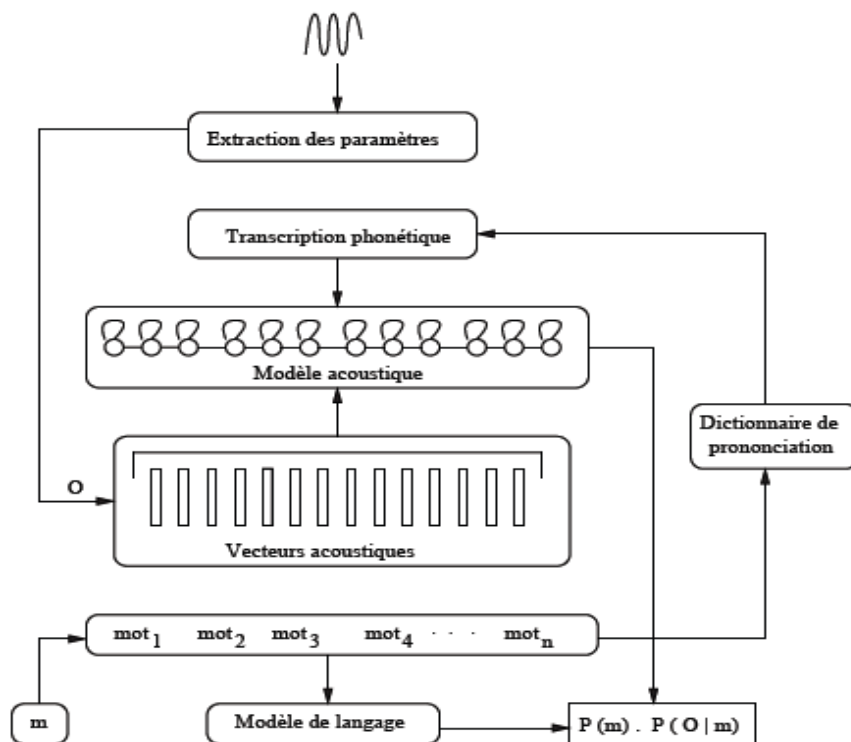 Extraction des paramètres
Transcription phonétique
Modèle acoustique
Dictionnaire de
prononciation
O
Vecteurs acoustiques
mot1 mot2 mot3 mot4 · · · motn
m
Modèle de langage
P (m) . P ( O | m)